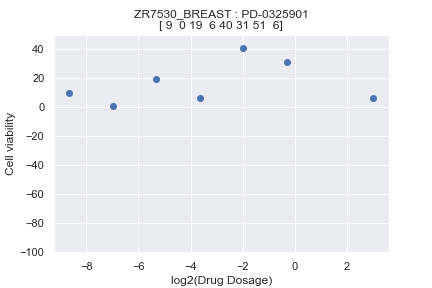 ZR7530_BREAST : PD-0325901
[ 9  0 19  6 40 31 51  6]
40
20
0
−20
−40
−60
−80
−100
Cell viability
−8 −6 −4 −2 0 2
log2(Drug Dosage)